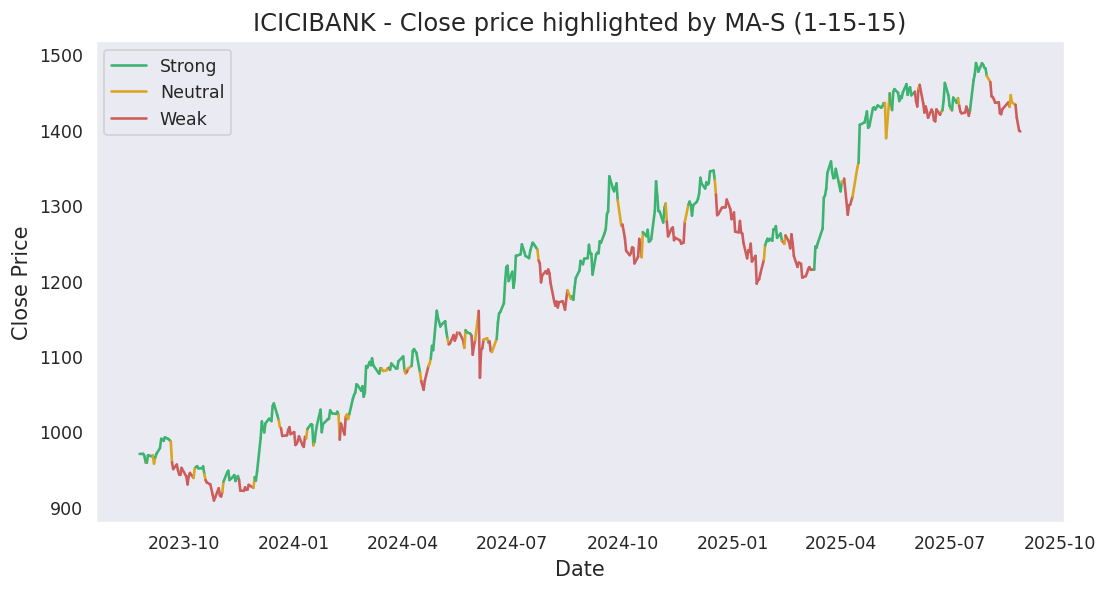 ICICIBANK - Close price highlighted by MA-S (1-15-15)
Strong
Neutral
Weak
Close Price
1500
1400
1300
1200
1100
1000
900
2023-10 2024-01 2024-04 2024-07 2024-10 2025-01 2025-04 2025-07 2025-10
Date